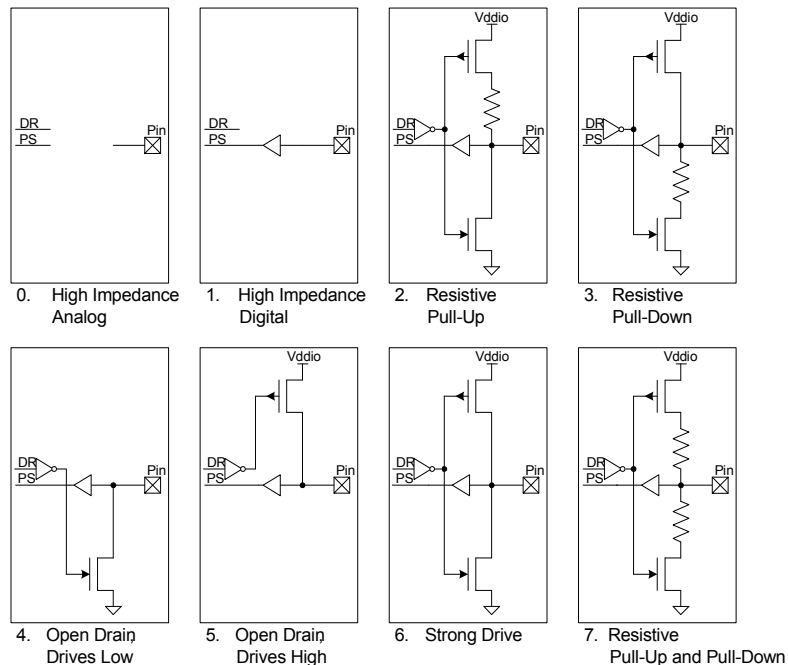 Vddio Vddio
DR PS Pin
DR PS Pin
DR PS Pin
DR PS Pin
0. High Impedance Analog
1. High Impedance Digital
2. Resistive Pull-Up
3. Resistive Pull-Down
Vddio Vddio Vddio
DR PS Pin
DR PS Pin
DR PS Pin
DR PS Pin
4. Open Drain, Drives Low
5. Open Drain, Drives High
6. Strong Drive
7. Resistive Pull-Up and Pull-Down